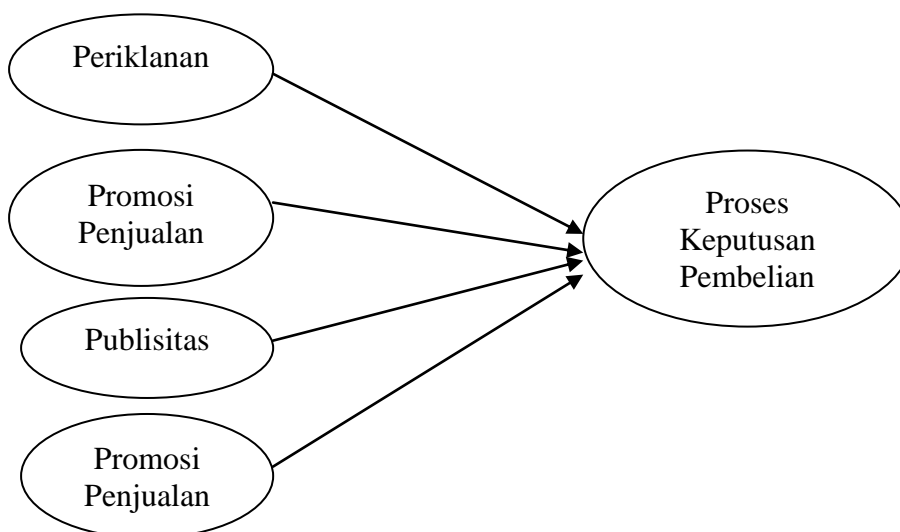 Periklanan
Promosi
Penjualan
Publisitas
Promosi
Penjualan
Proses
Keputusan
Pembelian